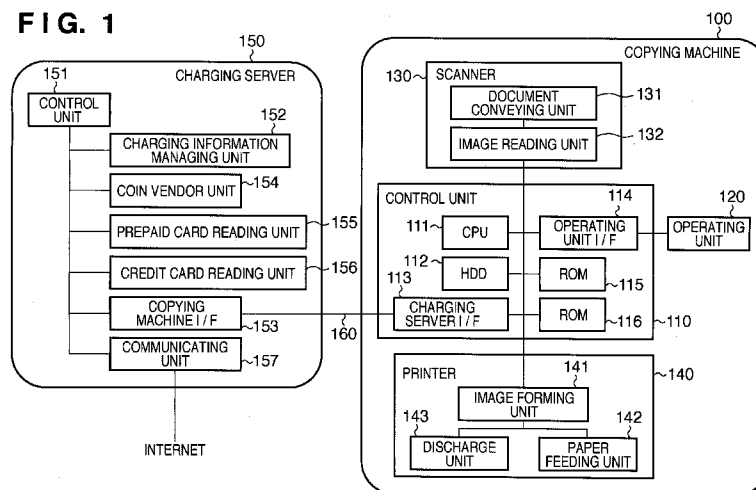 FIG. 1
150
CHARGING SERVER
151
CONTROL
UNIT
152
CHARGING INFORMATION
MANAGING UNIT
154
COIN VENDOR UNIT
PREPAID CARD READING UNIT
155
CREDIT CARD READING UNIT
156
COPYING
MACHINE I / F
153
COMMUNICATING
UNIT
157
INTERNET
160
100
COPYING MACHINE
130
SCANNER
DOCUMENT
CONVEYING UNIT
131
IMAGE READING UNIT
132
CONTROL UNIT
114
120
111
CPU
OPERATING
UNIT I / F
OPERATING
UNIT
112
HDD
ROM
115
113
CHARGING
SERVER I / F
ROM
116
110
PRINTER
141
140
IMAGE FORMING
UNIT
143
142
DISCHARGE
UNIT
PAPER
FEEDING UNIT